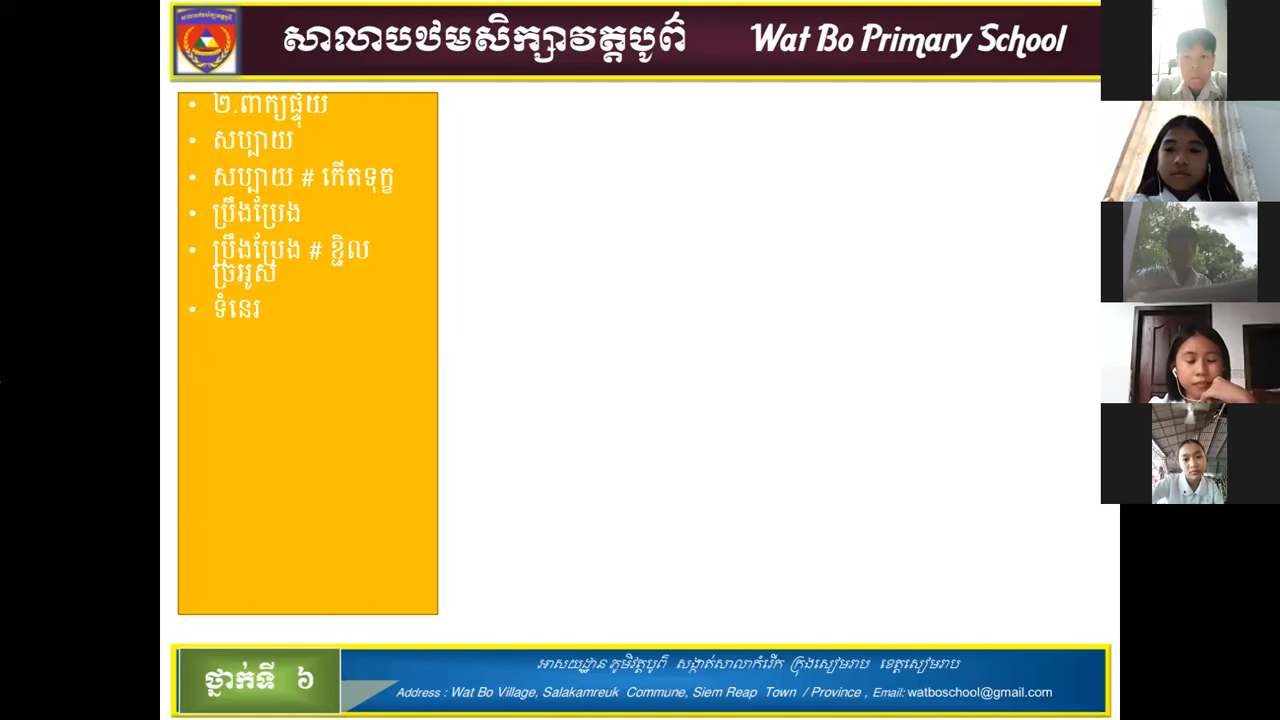 សាលាបឋមសិក្សាវត្តបូព៌ Wat Bo Primary School
• ២.ពាក្យផ្ទុយ
• សប្បាយ
• សប្បាយ # កើតទុក្ខ
• ប្រឹងប្រែង
• ប្រឹងប្រែង # ខ្ជិល
ច្រអូស
• ទំនេរ
ថ្នាក់ទី ៦
អាសយដ្ឋាន ភូមិវត្តបូព៌ សង្កាត់សាលាកំរើក ក្រុងសៀមរាប ខេត្តសៀមរាប
Address : Wat Bo Village, Salakamreuk Commune, Siem Reap Town / Province , Email: watboschool@gmail.com